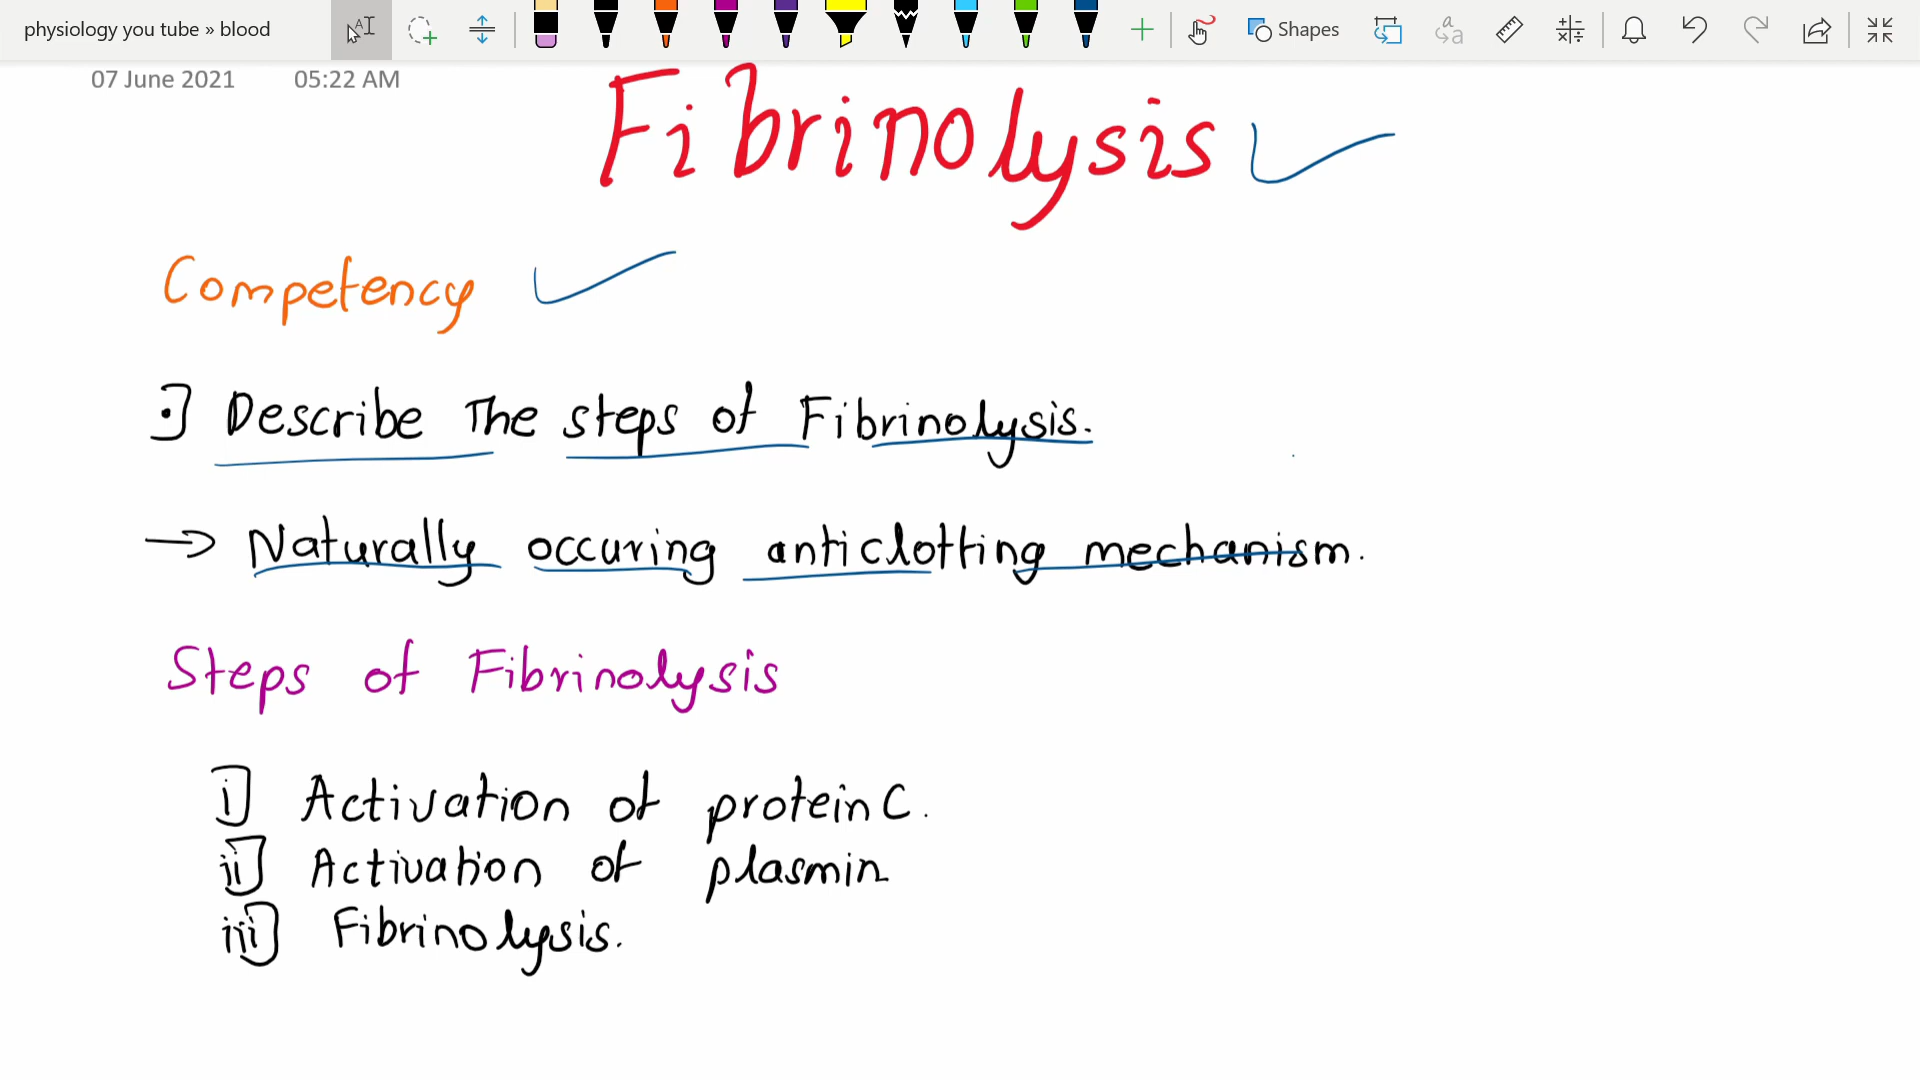 physiology you tube » blood
Shapes
07 June 2021 05:22 AM
Fibrinolysis
Competency
Describe The steps of Fibrinolysis.
→ Naturally occuring anticlotting mechanism.
Steps of Fibrinolysis
i] Activation of protein C.
ii] Activation of plasmin
iii] Fibrinolysis.